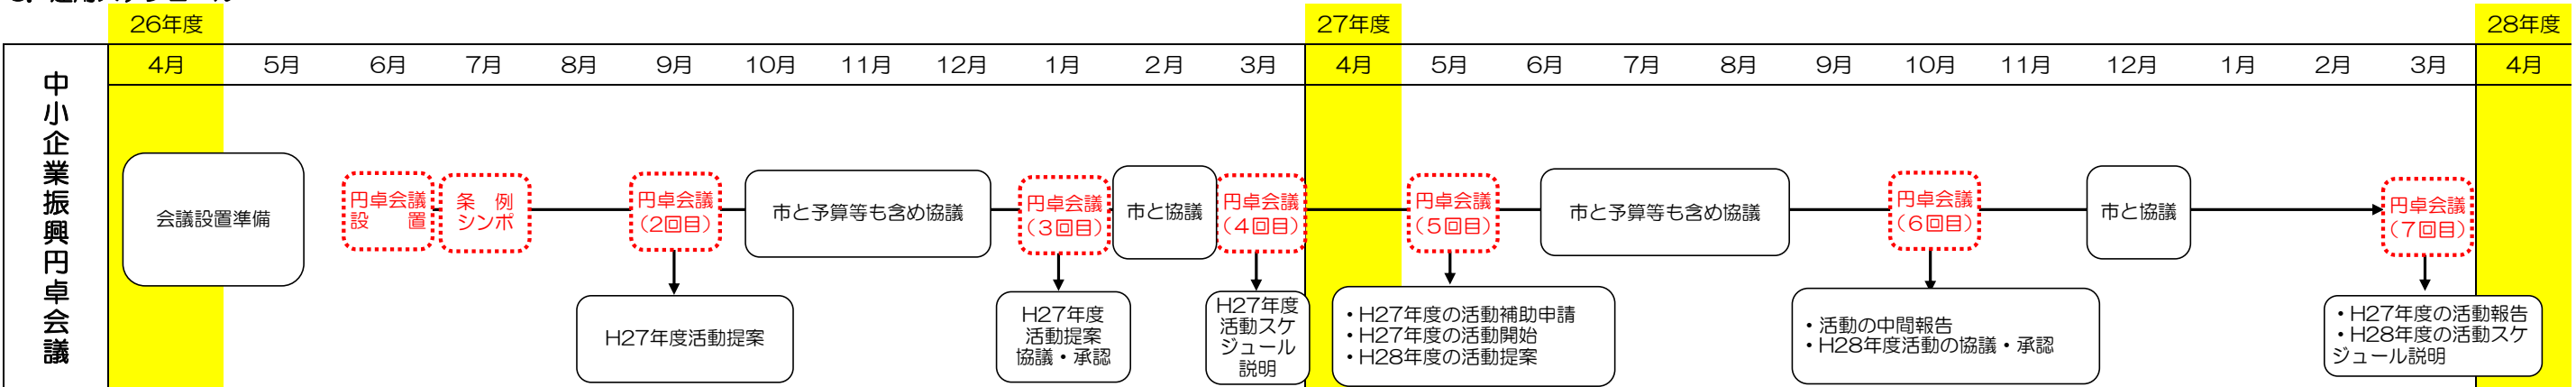 26年度
27年度
28年度
4月 5月 6月 7月 8月 9月 10月 11月 12月 1月 2月 3月 4月 5月 6月 7月 8月 9月 10月 11月 12月 1月 2月 3月 4月
中小企業振興円卓会議
会議設置準備
円卓会議
設　　置
条　例
シンポ
円卓会議
(2回目)
市と予算等も含め協議
円卓会議
(3回目)
市と協議
円卓会議
(4回目)
円卓会議
(5回目)
市と予算等も含め協議
円卓会議
(6回目)
市と協議
円卓会議
(7回目)
H27年度活動提案
H27年度
活動提案
協議・承認
H27年度
活動スケ
ジュール
説明
・H27年度の活動補助申請
・H27年度の活動開始
・H28年度の活動提案
・活動の中間報告
・H28年度活動の協議・承認
・H27年度の活動報告
・H28年度の活動スケ
ジュール説明